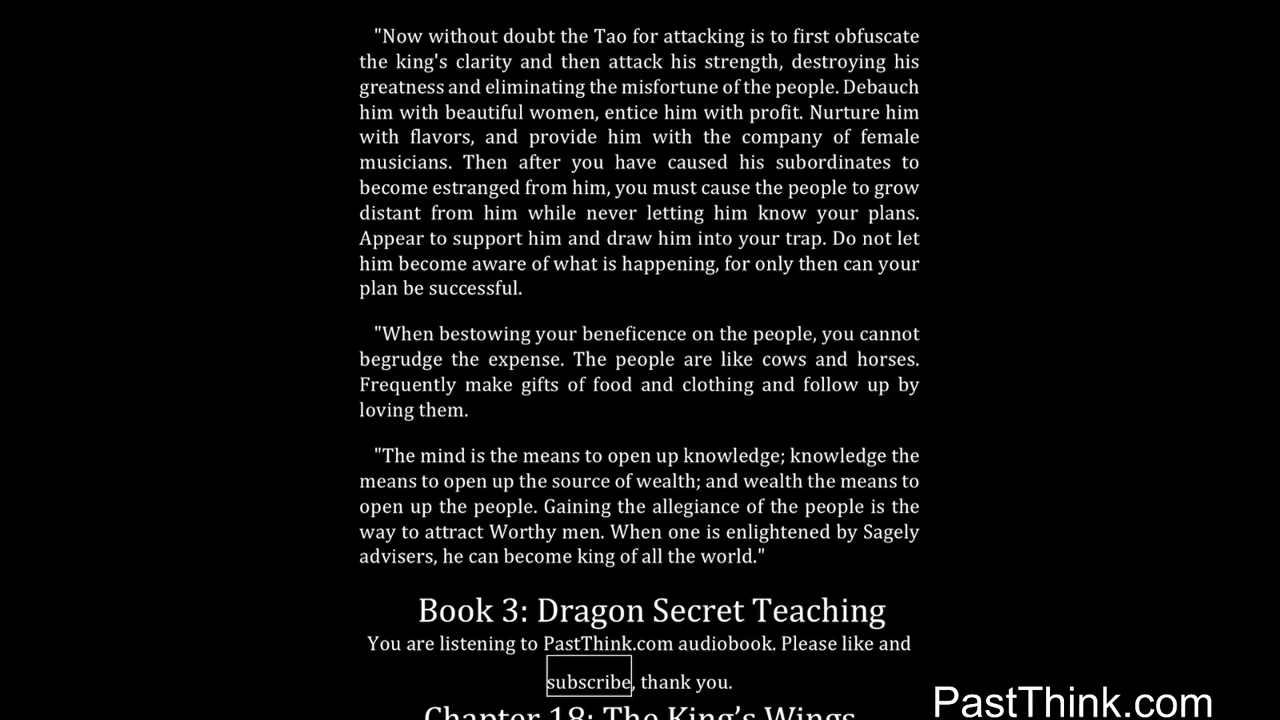 "Now without doubt the Tao for attacking is to first obfuscate
the king's clarity and then attack his strength, destroying his
greatness and eliminating the misfortune of the people. Debauch
him with beautiful women, entice him with profit. Nurture him
with flavors, and provide him with the company of female
musicians. Then after you have caused his subordinates to
become estranged from him, you must cause the people to grow
distant from him while never letting him know your plans.
Appear to support him and draw him into your trap. Do not let
him become aware of what is happening, for only then can your
plan be successful.
"When bestowing your beneficence on the people, you cannot
begrudge the expense. The people are like cows and horses.
Frequently make gifts of food and clothing and follow up by
loving them.
"The mind is the means to open up knowledge; knowledge the
means to open up the source of wealth; and wealth the means to
open up the people. Gaining the allegiance of the people is the
way to attract Worthy men. When one is enlightened by Sagely
advisers, he can become king of all the world."
Book 3: Dragon Secret Teaching
You are listening to PastThink.com audiobook. Please like and
subscribe, thank you.
Chapter 18: The King's Wings
PastThink.com